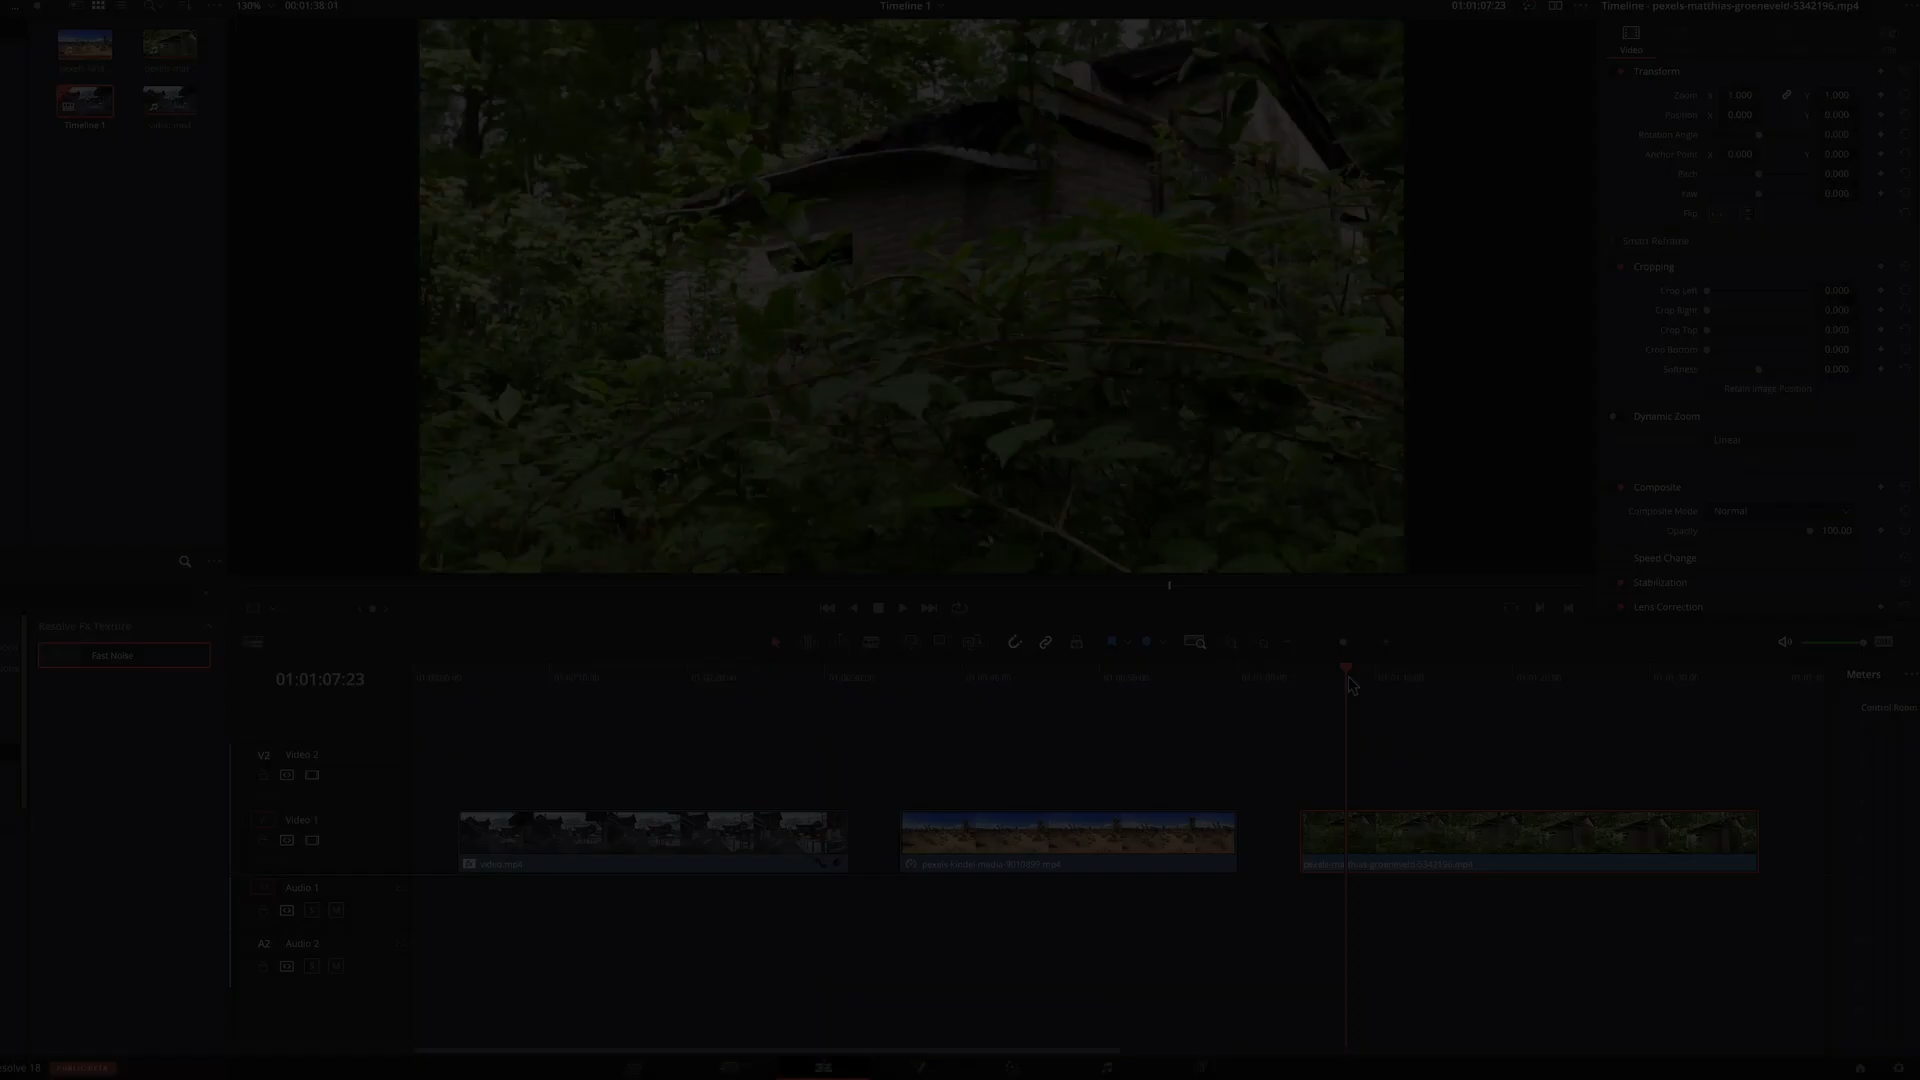 130%
00:01:38:01
Timeline 1
01:01:07:23
Timeline - pexels-matthias-groeneveld-5342196.mp4
Video
Timeline 1
Transform
Zoom X 1.000 Y 1.000
Position X 0.000 Y 0.000
Rotation Angle 0.000
Anchor Point X 0.000 Y 0.000
Pitch 0.000
Yaw 0.000
Flip
Smart Reframe
Cropping
Crop Left 0.000
Crop Right 0.000
Crop Top 0.000
Crop Bottom 0.000
Softness 0.000
Retain Image Position
Dynamic Zoom
Linear
Composite
Composite Mode Normal
Opacity 100.00
Speed Change
Stabilization
Lens Correction
Resolve FX Texture
Fast Noise
01:01:07:23
Meters
Control Room
V2 Video 2
Video 1
video.mp4
pexels-kindel-media-9010899.mp4
pexels-matthias-groeneveld-5342196.mp4
Audio 1
S M
A2 Audio 2
S M
esolve 18
PUBLIC BETA